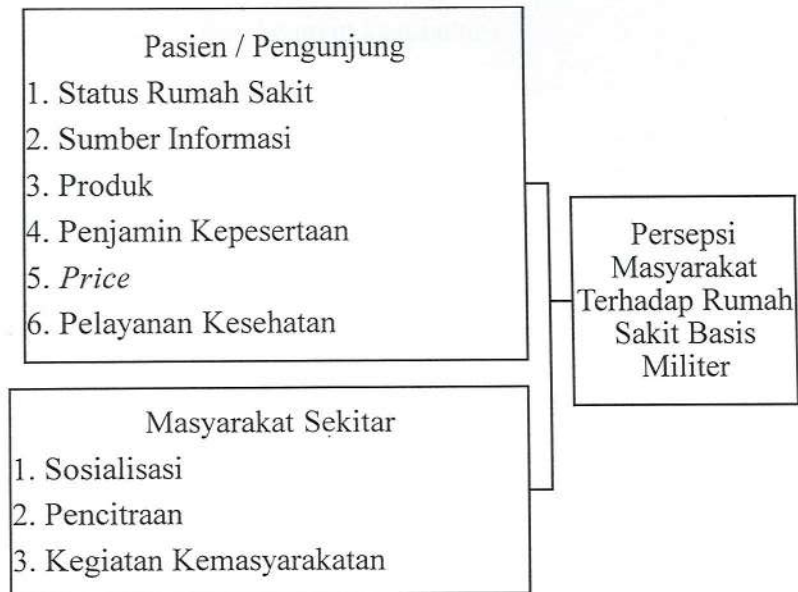 Pasien / Pengunjung
1. Status Rumah Sakit
2. Sumber Informasi
3. Produk
4. Penjamin Kepesertaan
5. Price
6. Pelayanan Kesehatan
Persepsi
Masyarakat
Terhadap Rumah
Sakit Basis
Militer
Masyarakat Sekitar
1. Sosialisasi
2. Pencitraan
3. Kegiatan Kemasyarakatan